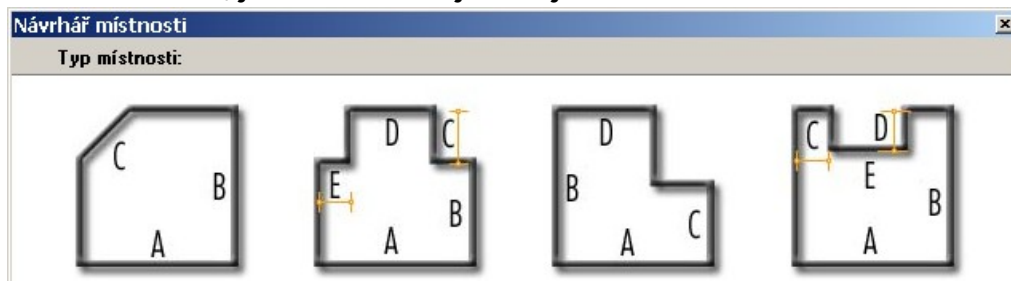 Návrhář místnosti
Typ místnosti:
C B A
D C E B A
D B C A
C D E B A